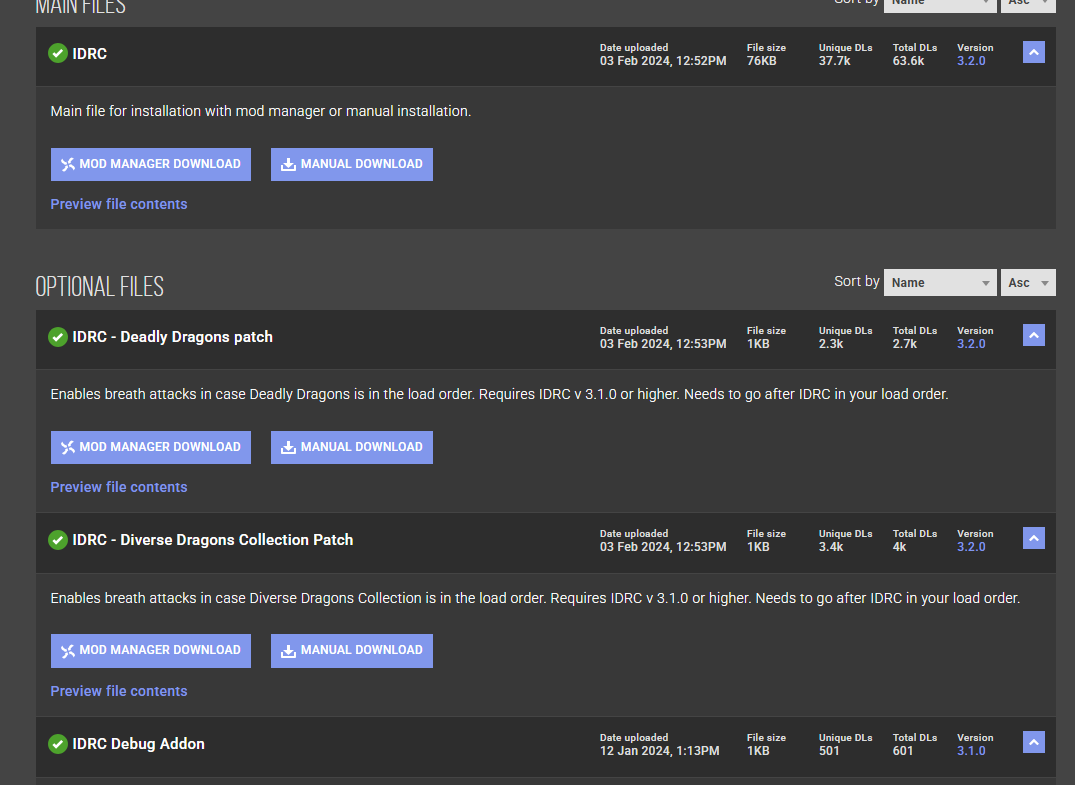 MAIN FILES
Sort by Name Asc
IDRC
Date uploaded File size Unique DLs Total DLs Version
03 Feb 2024, 12:52PM 76KB 37.7k 63.6k 3.2.0
Main file for installation with mod manager or manual installation.
MOD MANAGER DOWNLOAD MANUAL DOWNLOAD
Preview file contents
OPTIONAL FILES
Sort by Name Asc
IDRC - Deadly Dragons patch
Date uploaded File size Unique DLs Total DLs Version
03 Feb 2024, 12:53PM 1KB 2.3k 2.7k 3.2.0
Enables breath attacks in case Deadly Dragons is in the load order. Requires IDRC v 3.1.0 or higher. Needs to go after IDRC in your load order.
MOD MANAGER DOWNLOAD MANUAL DOWNLOAD
Preview file contents
IDRC - Diverse Dragons Collection Patch
Date uploaded File size Unique DLs Total DLs Version
03 Feb 2024, 12:53PM 1KB 3.4k 4k 3.2.0
Enables breath attacks in case Diverse Dragons Collection is in the load order. Requires IDRC v 3.1.0 or higher. Needs to go after IDRC in your load order.
MOD MANAGER DOWNLOAD MANUAL DOWNLOAD
Preview file contents
IDRC Debug Addon
Date uploaded File size Unique DLs Total DLs Version
12 Jan 2024, 1:13PM 1KB 501 601 3.1.0